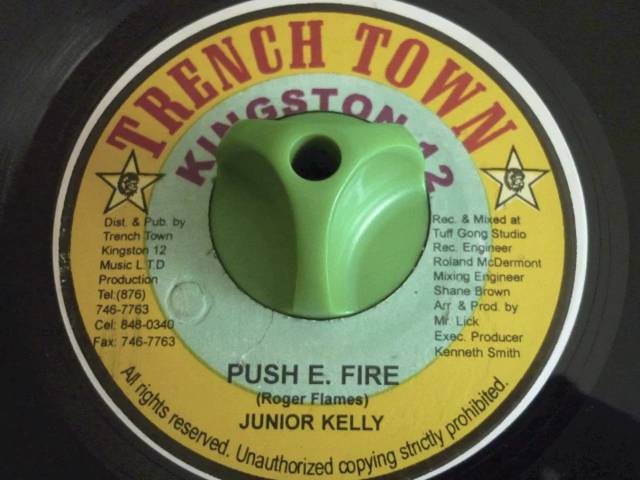 TRENCH TOWN
KINGSTON 12
Dist. & Pub. by
Trench Town
Kingston 12
Music L.T.D
Production
Tel:(876)
746-7763
Cel: 848-0340
Fax: 746-7763
Rec. & Mixed at
Tuff Gong Studio
Rec. Engineer
Roland McDermont
Mixing Engineer
Shane Brown
Arr & Prod. by
Mr. Lick
Exec. Producer
Kenneth Smith
PUSH E. FIRE
(Roger Flames)
JUNIOR KELLY
All rights reserved. Unauthorized copying strictly prohibited.